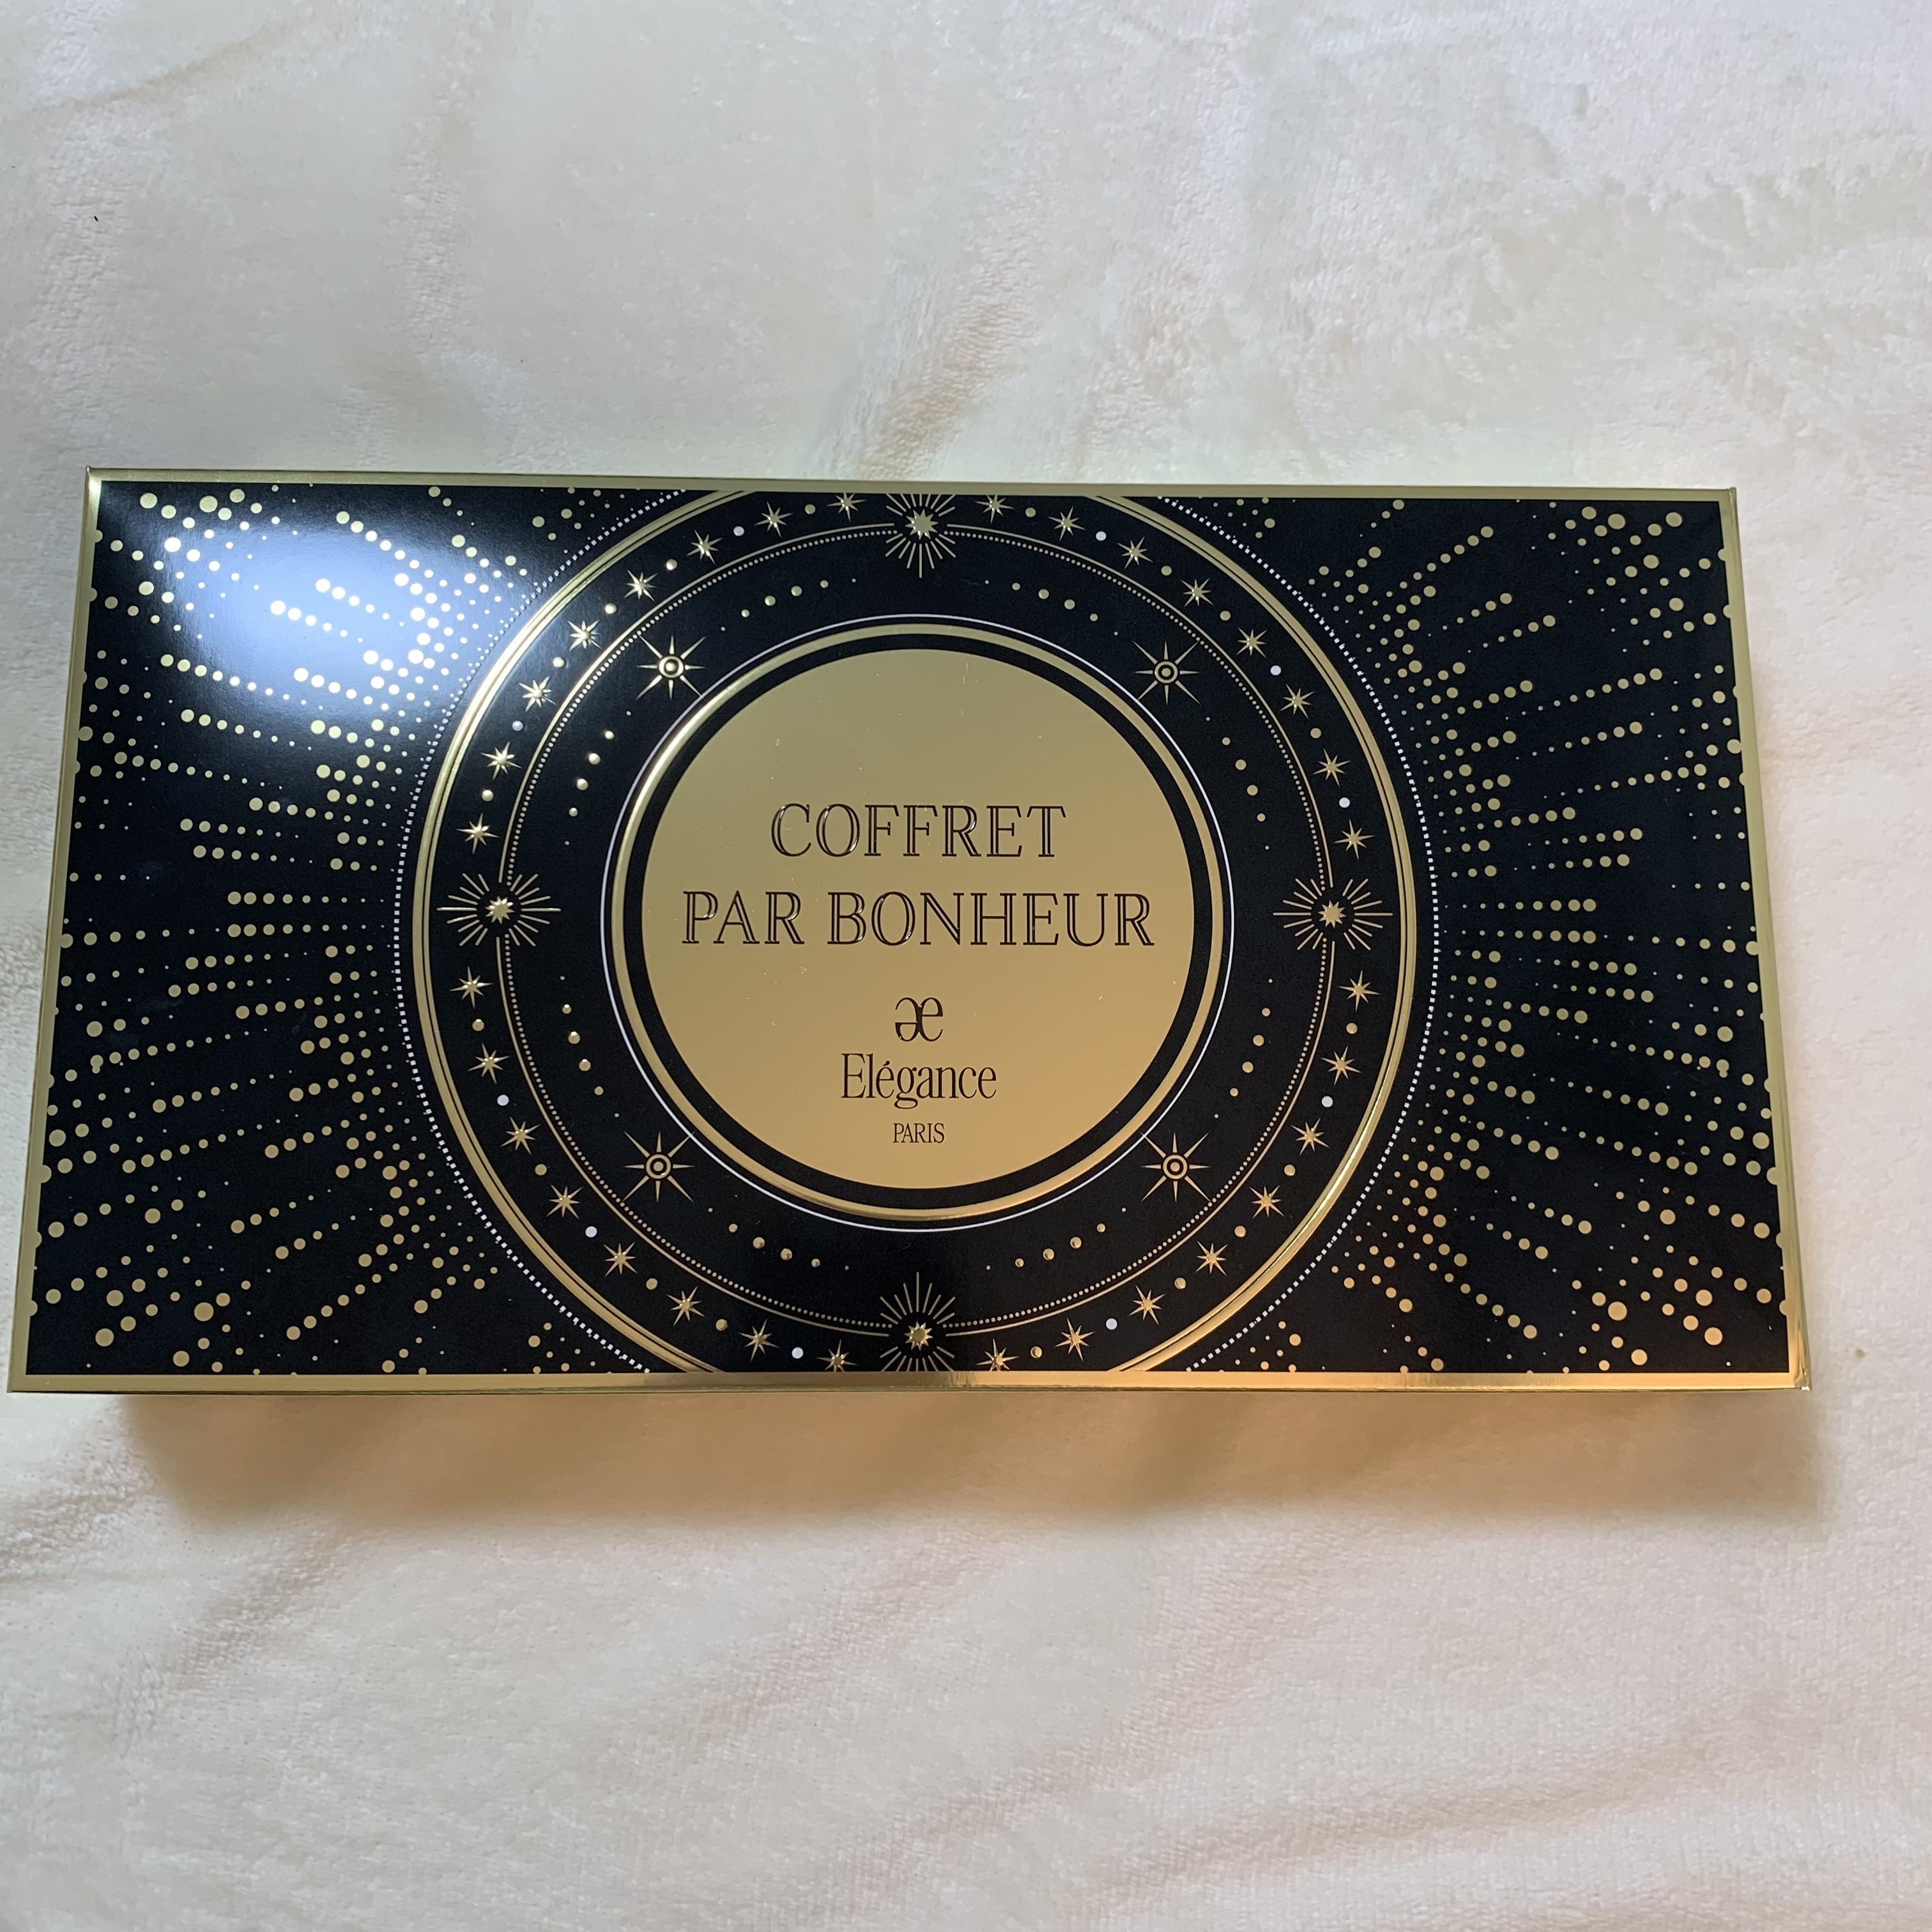 COFFRET
PAR BONHEUR
æ
Elégance
PARIS